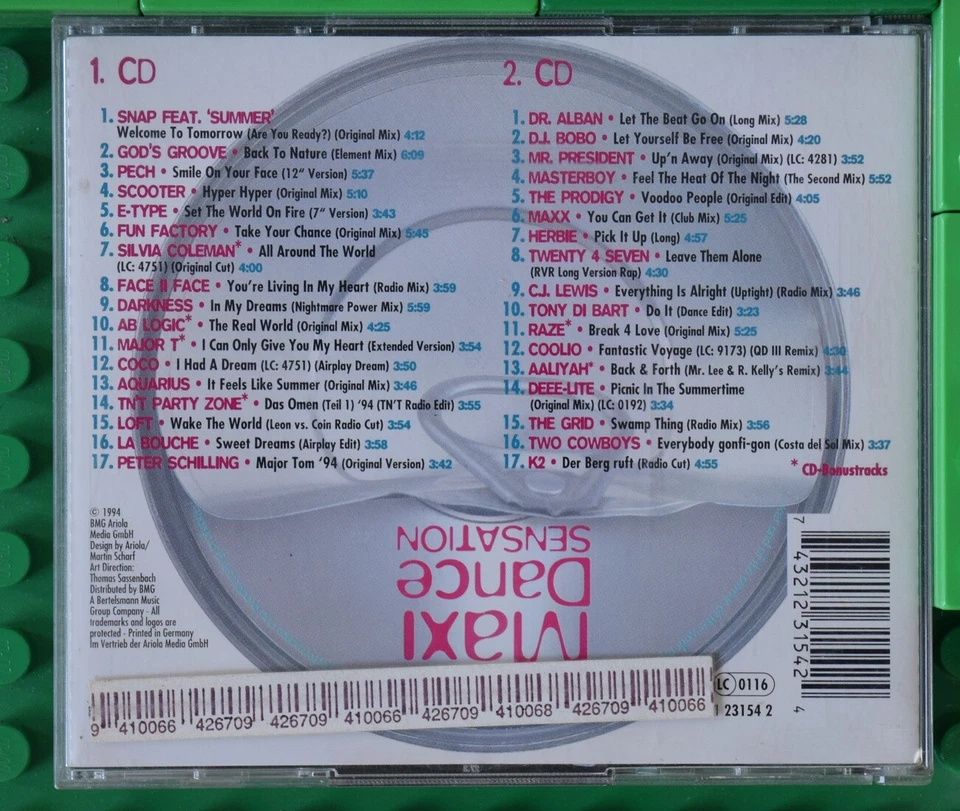 1. CD
1. SNAP FEAT. 'SUMMER'
Welcome To Tomorrow (Are You Ready?) (Original Mix) 4:12
2. GOD'S GROOVE • Back To Nature (Element Mix) 6:09
3. PECH • Smile On Your Face (12" Version) 5:37
4. SCOOTER • Hyper Hyper (Original Mix) 5:10
5. E-TYPE • Set The World On Fire (7" Version) 3:43
6. FUN FACTORY • Take Your Chance (Original Mix) 5:45
7. SILVIA COLEMAN* • All Around The World
(LC: 4751) (Original Cut) 4:00
8. FACE II FACE • You're Living In My Heart (Radio Mix) 3:59
9. DARKNESS • In My Dreams (Nightmare Power Mix) 5:59
10. AB LOGIC* • The Real World (Original Mix) 4:25
11. MAJOR T* • I Can Only Give You My Heart (Extended Version) 3:54
12. COCO • I Had A Dream (LC: 4751) (Airplay Dream) 3:50
13. AQUARIUS • It Feels Like Summer (Original Mix) 3:46
14. TN'T PARTY ZONE* • Das Omen (Teil 1) '94 (TN'T Radio Edit) 3:55
15. LOFT • Wake The World (Leon vs. Coin Radio Cut) 3:54
16. LA BOUCHE • Sweet Dreams (Airplay Edit) 3:58
17. PETER SCHILLING • Major Tom '94 (Original Version) 3:42
2. CD
1. DR. ALBAN • Let The Beat Go On (Long Mix) 5:28
2. D.J. BOBO • Let Yourself Be Free (Original Mix) 4:20
3. MR. PRESIDENT • Up'n Away (Original Mix) (LC: 4281) 3:52
4. MASTERBOY • Feel The Heat Of The Night (The Second Mix) 5:52
5. THE PRODIGY • Voodoo People (Original Edit) 4:05
6. MAXX • You Can Get It (Club Mix) 5:25
7. HERBIE • Pick It Up (Long) 4:57
8. TWENTY 4 SEVEN • Leave Them Alone
(RVR Long Version Rap) 4:30
9. C.J. LEWIS • Everything Is Alright (Uptight) (Radio Mix) 3:46
10. TONY DI BART • Do It (Dance Edit) 3:23
11. RAZE* • Break 4 Love (Original Mix) 5:25
12. COOLIO • Fantastic Voyage (LC: 9173) (QD III Remix) 4:30
13. AALIYAH* • Back & Forth (Mr. Lee & R. Kelly's Remix) 3:44
14. DEEE-LITE • Picnic In The Summertime
(Original Mix) (LC: 0192) 3:34
15. THE GRID • Swamp Thing (Radio Mix) 3:56
16. TWO COWBOYS • Everybody gonfi-gon (Costa del Sol Mix) 3:37
17. K2 • Der Berg ruft (Radio Cut) 4:55
* CD-Bonustracks
© 1994
BMG Ariola
Media GmbH
Design by Ariola/
Martin Scharf
Art Direction:
Thomas Sassenbach
Distributed by BMG
A Bertelsmann Music
Group Company - All
trademarks and logos are
protected - Printed in Germany
Im Vertrieb der Ariola Media GmbH
Maxi
Dance
SENSATION
7 43212 31542 4
LC 0116
23154 2
9 410066 426709 426709 410066 426709 410068 426709 410066